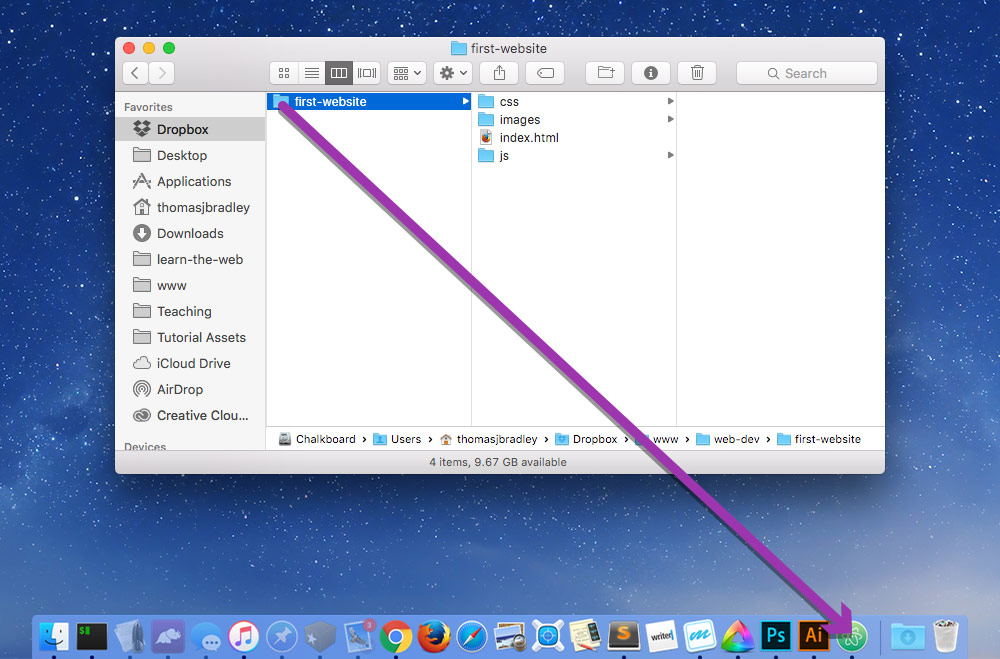 first-website
Search
Favorites
Dropbox
Desktop
Applications
thomasjbradley
Downloads
learn-the-web
www
Teaching
Tutorial Assets
iCloud Drive
AirDrop
Creative Clou...
Devices
first-website
css
images
index.html
js
Chalkboard › Users › thomasjbradley › Dropbox › www › web-dev › first-website
4 items, 9.67 GB available
$
3
S
writer
m
Ps
Ai